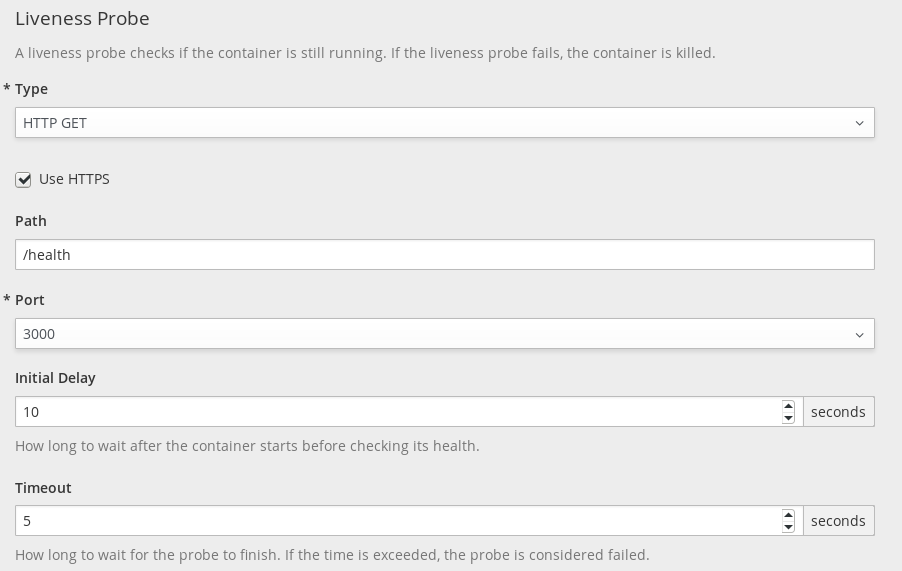 Liveness Probe
A liveness probe checks if the container is still running. If the liveness probe fails, the container is killed.
* Type
HTTP GET
Use HTTPS
Path
/health
* Port
3000
Initial Delay
10 seconds
How long to wait after the container starts before checking its health.
Timeout
5 seconds
How long to wait for the probe to finish. If the time is exceeded, the probe is considered failed.